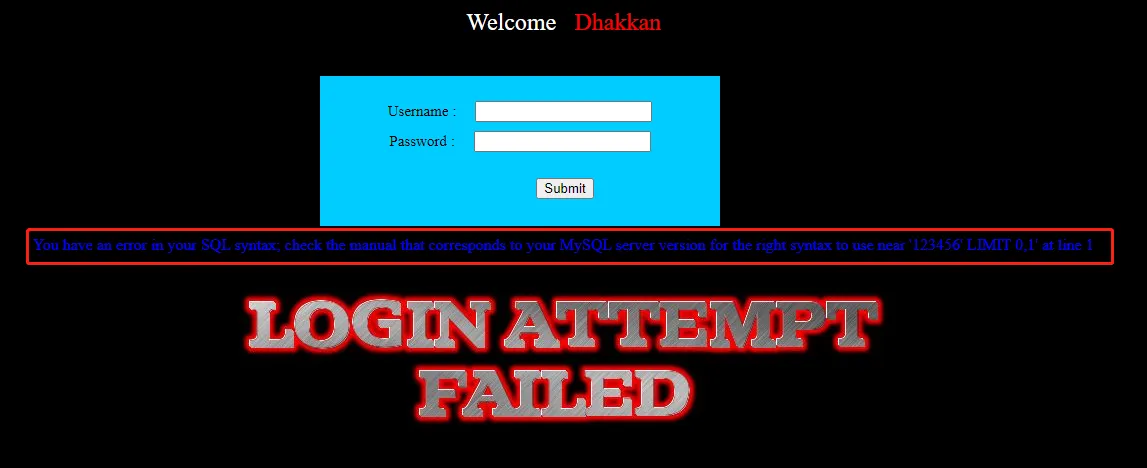 Welcome Dhakkan
Username :
Password :
Submit
You have an error in your SQL syntax; check the manual that corresponds to your MySQL server version for the right syntax to use near '123456' LIMIT 0,1' at line 1
LOGIN ATTEMPT
FAILED